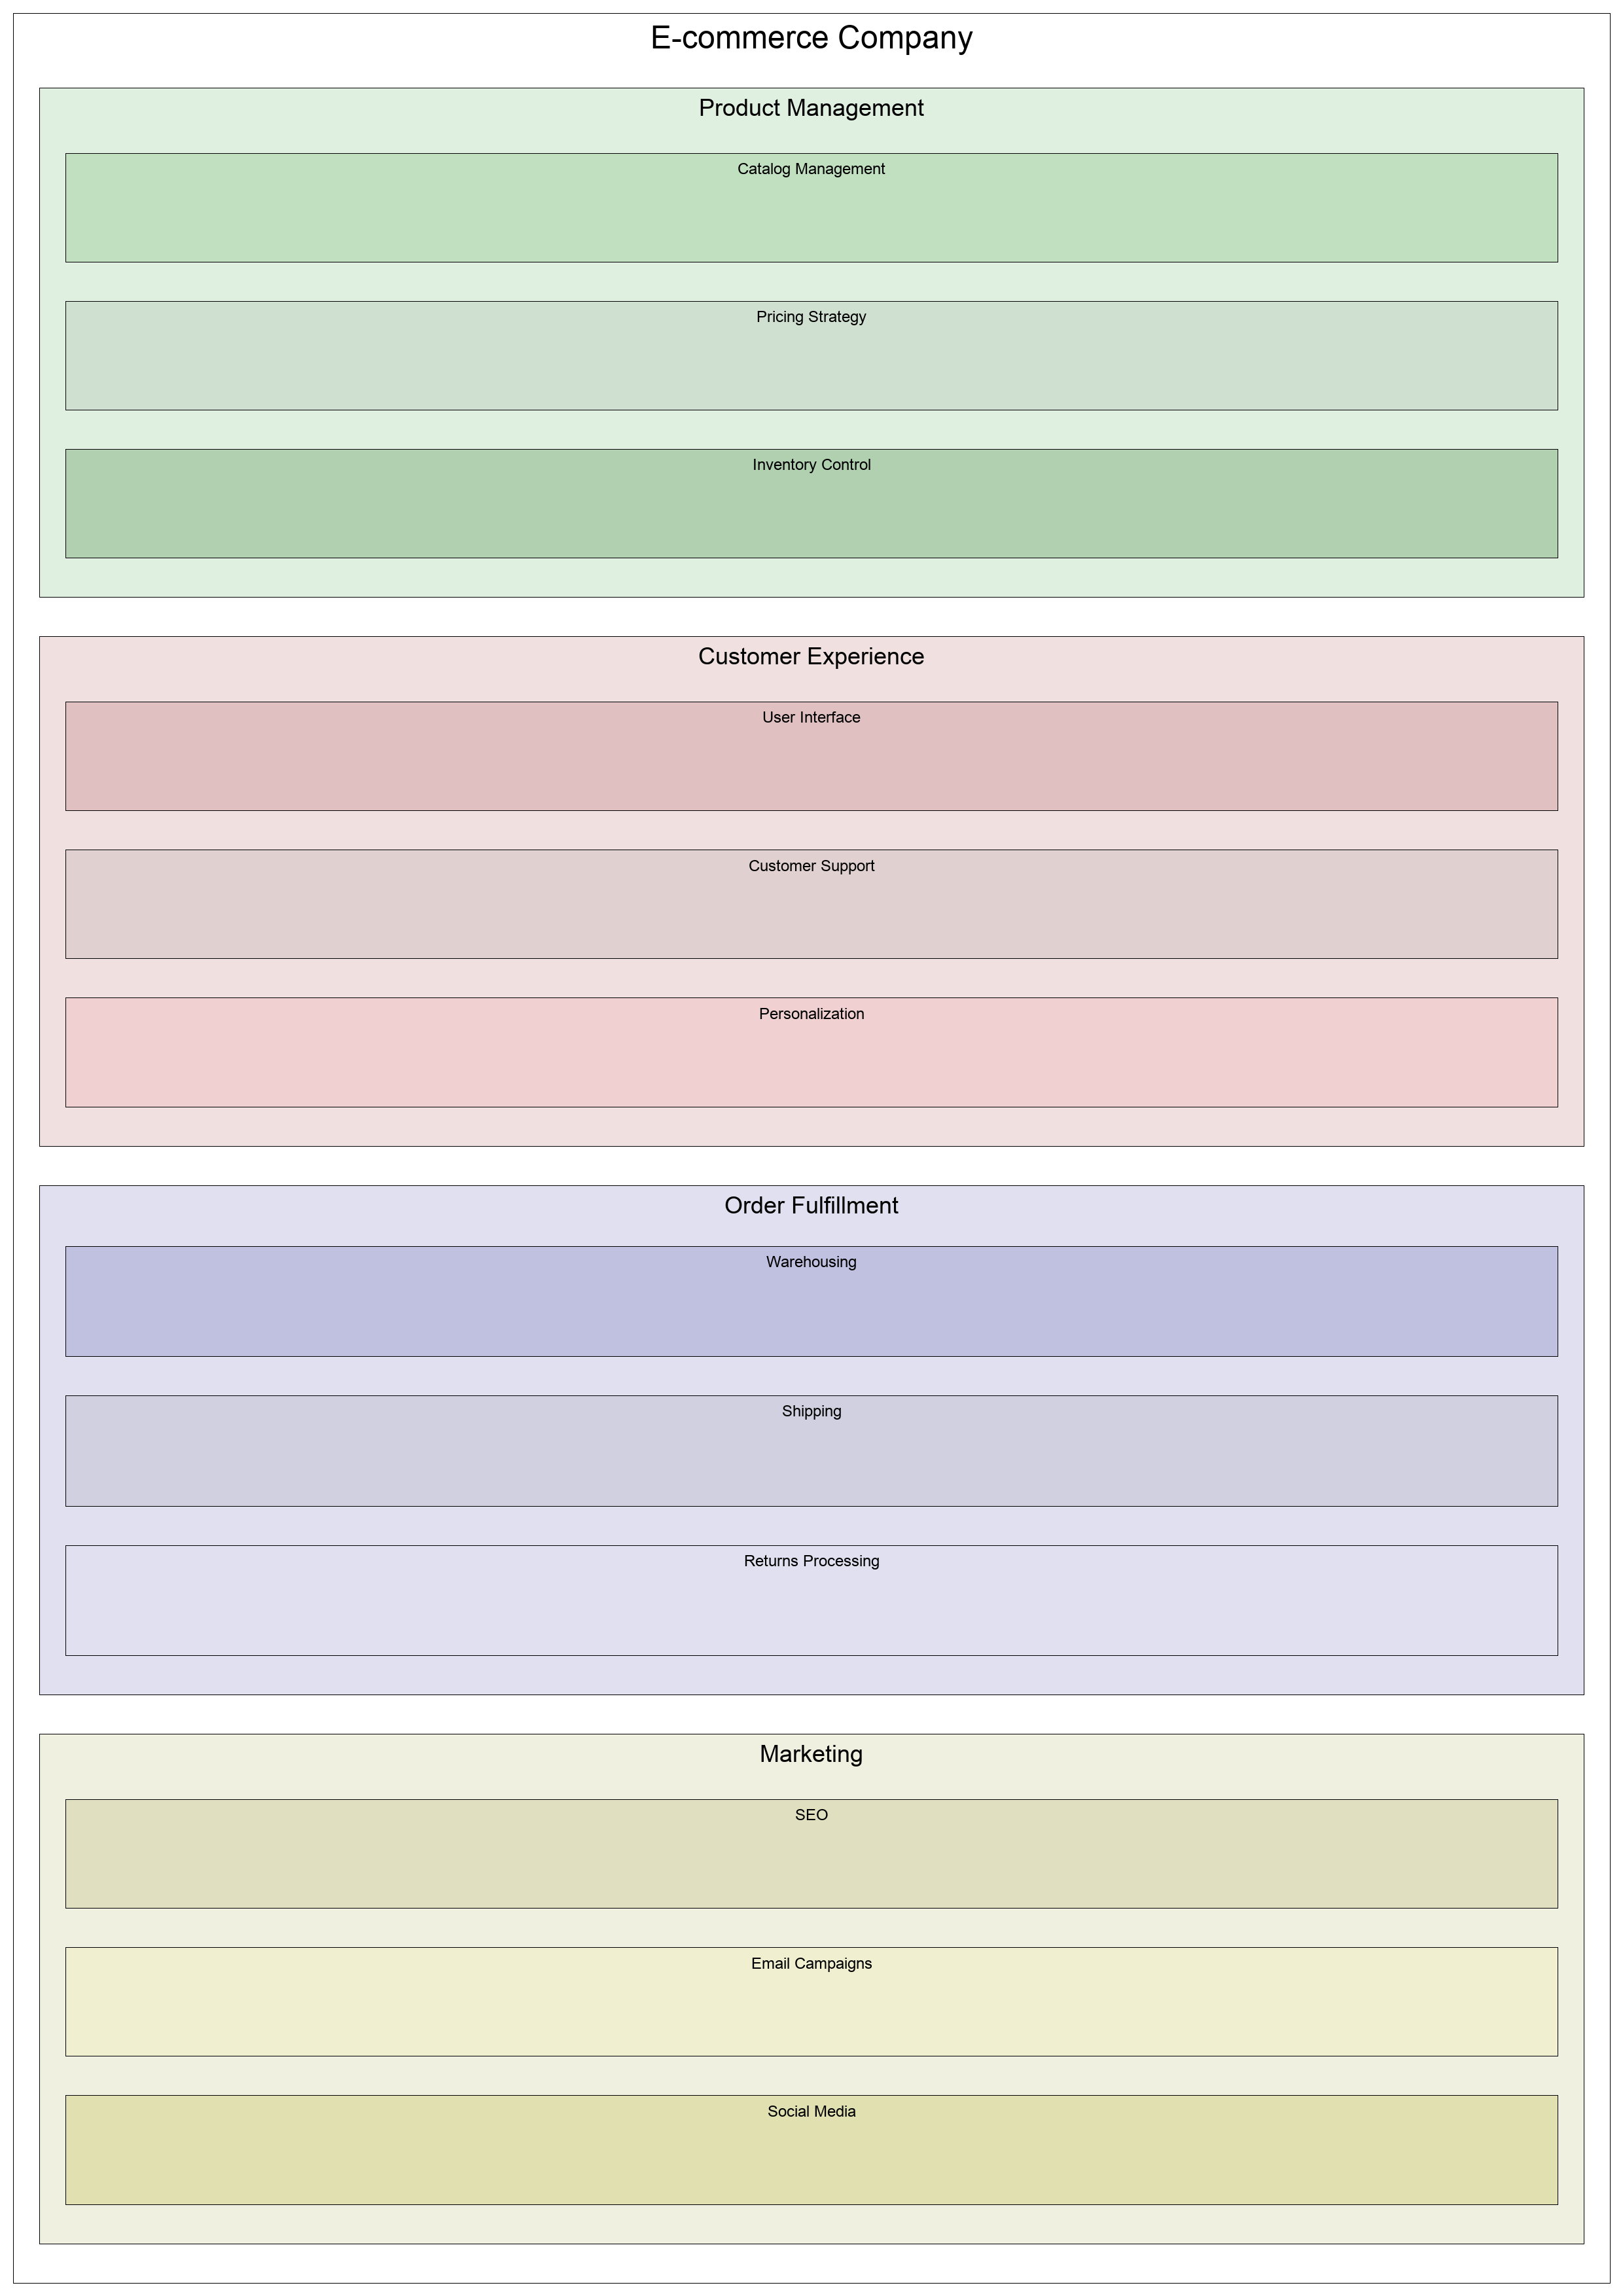 E-commerce Company
Product Management
Catalog Management
Pricing Strategy
Inventory Control
Customer Experience
User Interface
Customer Support
Personalization
Order Fulfillment
Warehousing
Shipping
Returns Processing
Marketing
SEO
Email Campaigns
Social Media